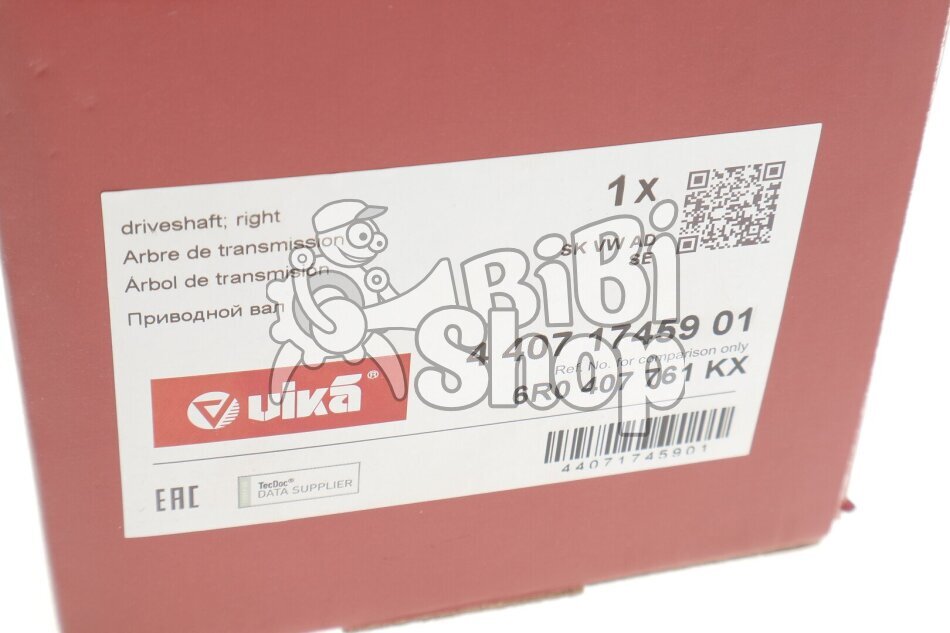 driveshaft; right
Arbre de transmission
Árbol de transmisión
Приводной вал
1 x
SK VW AD
SE
BiBi
Shop
4 407 17459 01
Ref. No. for comparison only
6R0 407 761 KX
vika®
44071745901
EAC
TecDoc®
DATA SUPPLIER